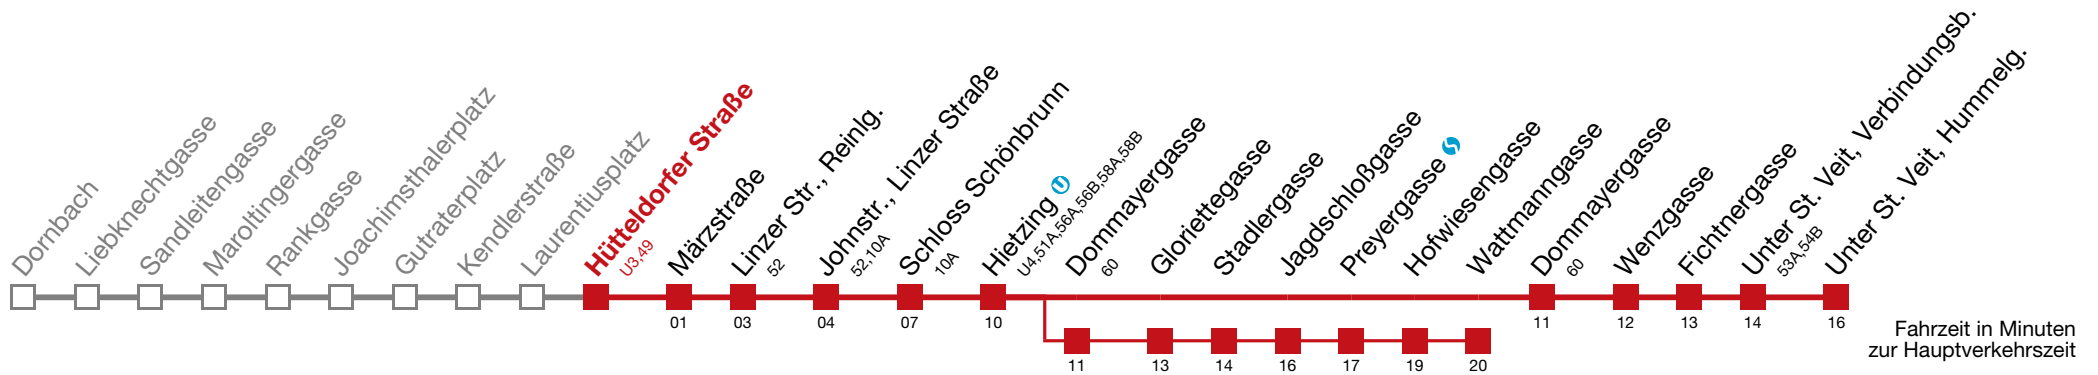 Dornbach
Liebknechtgasse
Sandleitengasse
Maroltingergasse
Rankgasse
Joachimsthalerplatz
Gutraterplatz
Kendlerstraße
Laurentiusplatz
Hütteldorfer Straße
U3,49
Märzstraße
Linzer Str., Reinlg.
52
Johnstr., Linzer Straße
52,10A
Schloss Schönbrunn
10A
Hietzing U
U4,51A,56A,56B,58A,58B
Dommayergasse
60
Gloriettegasse
Stadlergasse
Jagdschloßgasse
Preyergasse S
Hofwiesengasse
Wattmanngasse
Dommayergasse
60
Wenzgasse
Fichtnergasse
Unter St. Veit, Verbindungsb.
53A,54B
Unter St. Veit, Hummelg.
01 03 04 07 10 11 12 13 14 16
11 13 14 16 17 19 20
Fahrzeit in Minuten
zur Hauptverkehrszeit